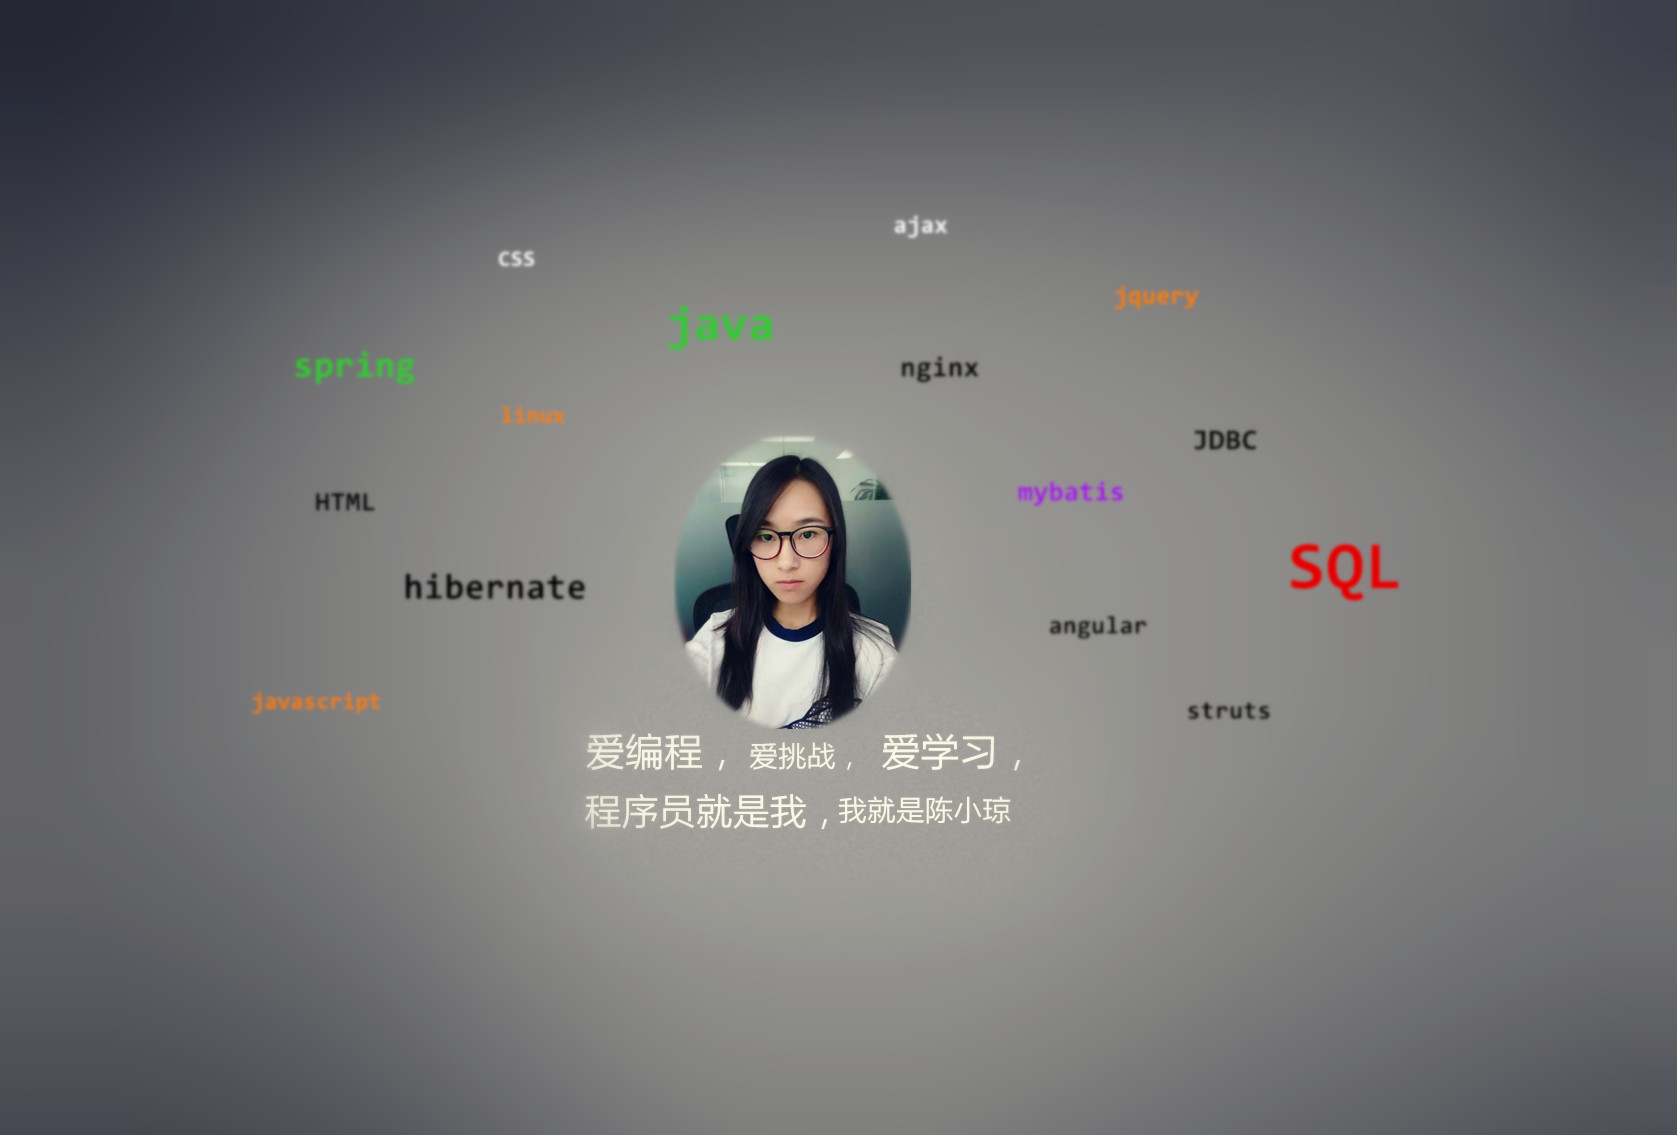 ajax
css
jquery
java
spring
nginx
linux
JDBC
mybatis
HTML
SQL
hibernate
angular
javascript
struts
爱编程， 爱挑战， 爱学习，
程序员就是我，我就是陈小琼